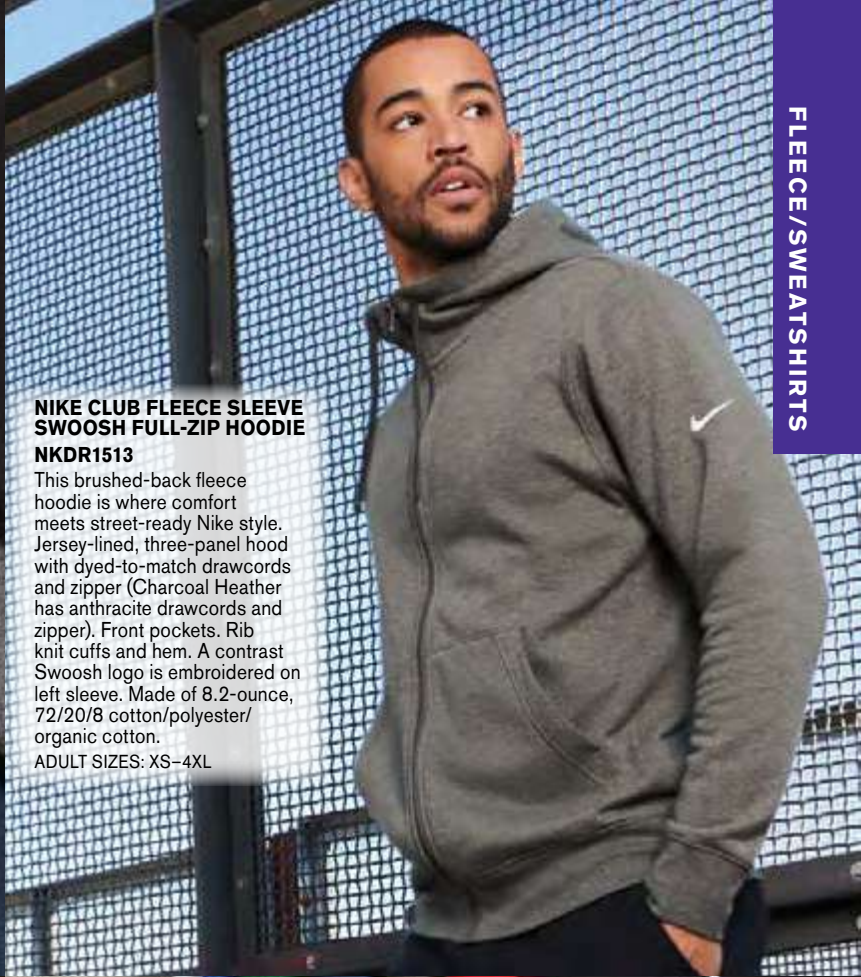 FLEECE/SWEATSHIRTS
NIKE CLUB FLEECE SLEEVE
SWOOSH FULL-ZIP HOODIE
NKDR1513
This brushed-back fleece
hoodie is where comfort
meets street-ready Nike style.
Jersey-lined, three-panel hood
with dyed-to-match drawcords
and zipper (Charcoal Heather
has anthracite drawcords and
zipper). Front pockets. Rib
knit cuffs and hem. A contrast
Swoosh logo is embroidered on
left sleeve. Made of 8.2-ounce,
72/20/8 cotton/polyester/
organic cotton.
ADULT SIZES: XS–4XL